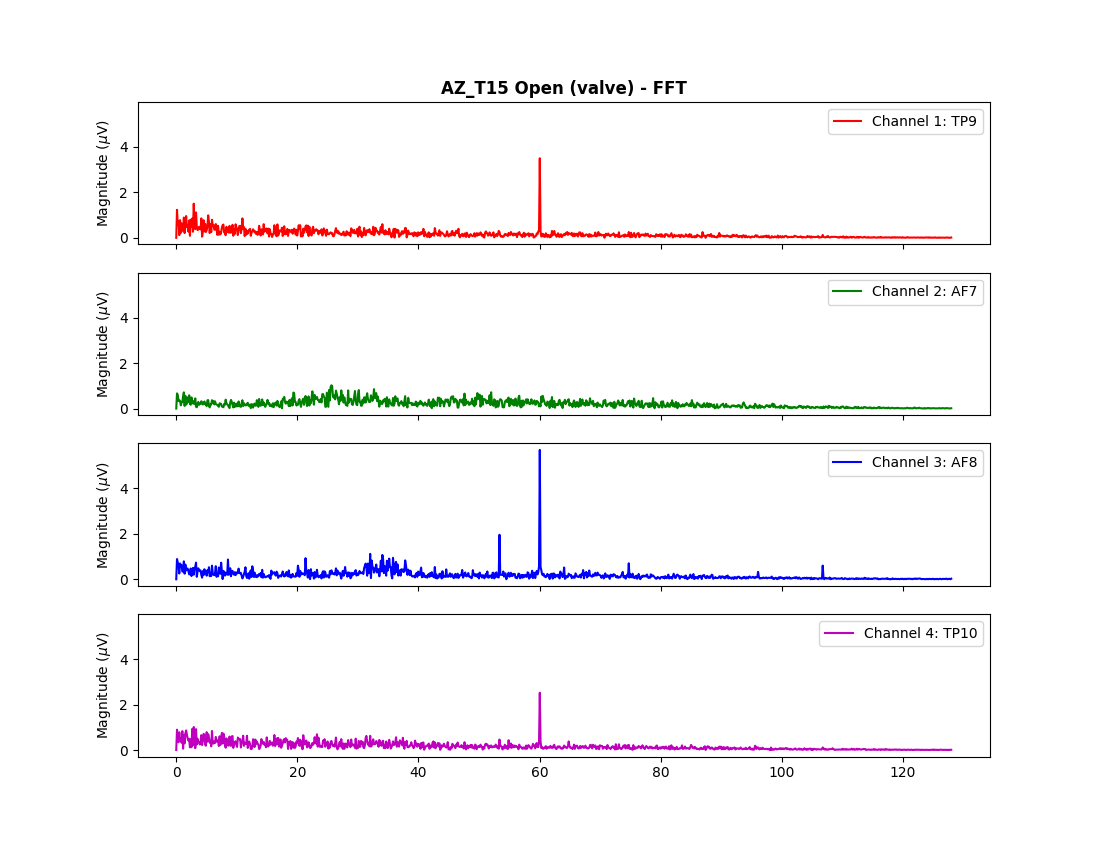 AZ_T15 Open (valve) - FFT
Magnitude (μV)
4
2
0
Channel 1: TP9
Magnitude (μV)
4
2
0
Channel 2: AF7
Magnitude (μV)
4
2
0
Channel 3: AF8
Magnitude (μV)
4
2
0
Channel 4: TP10
0 20 40 60 80 100 120